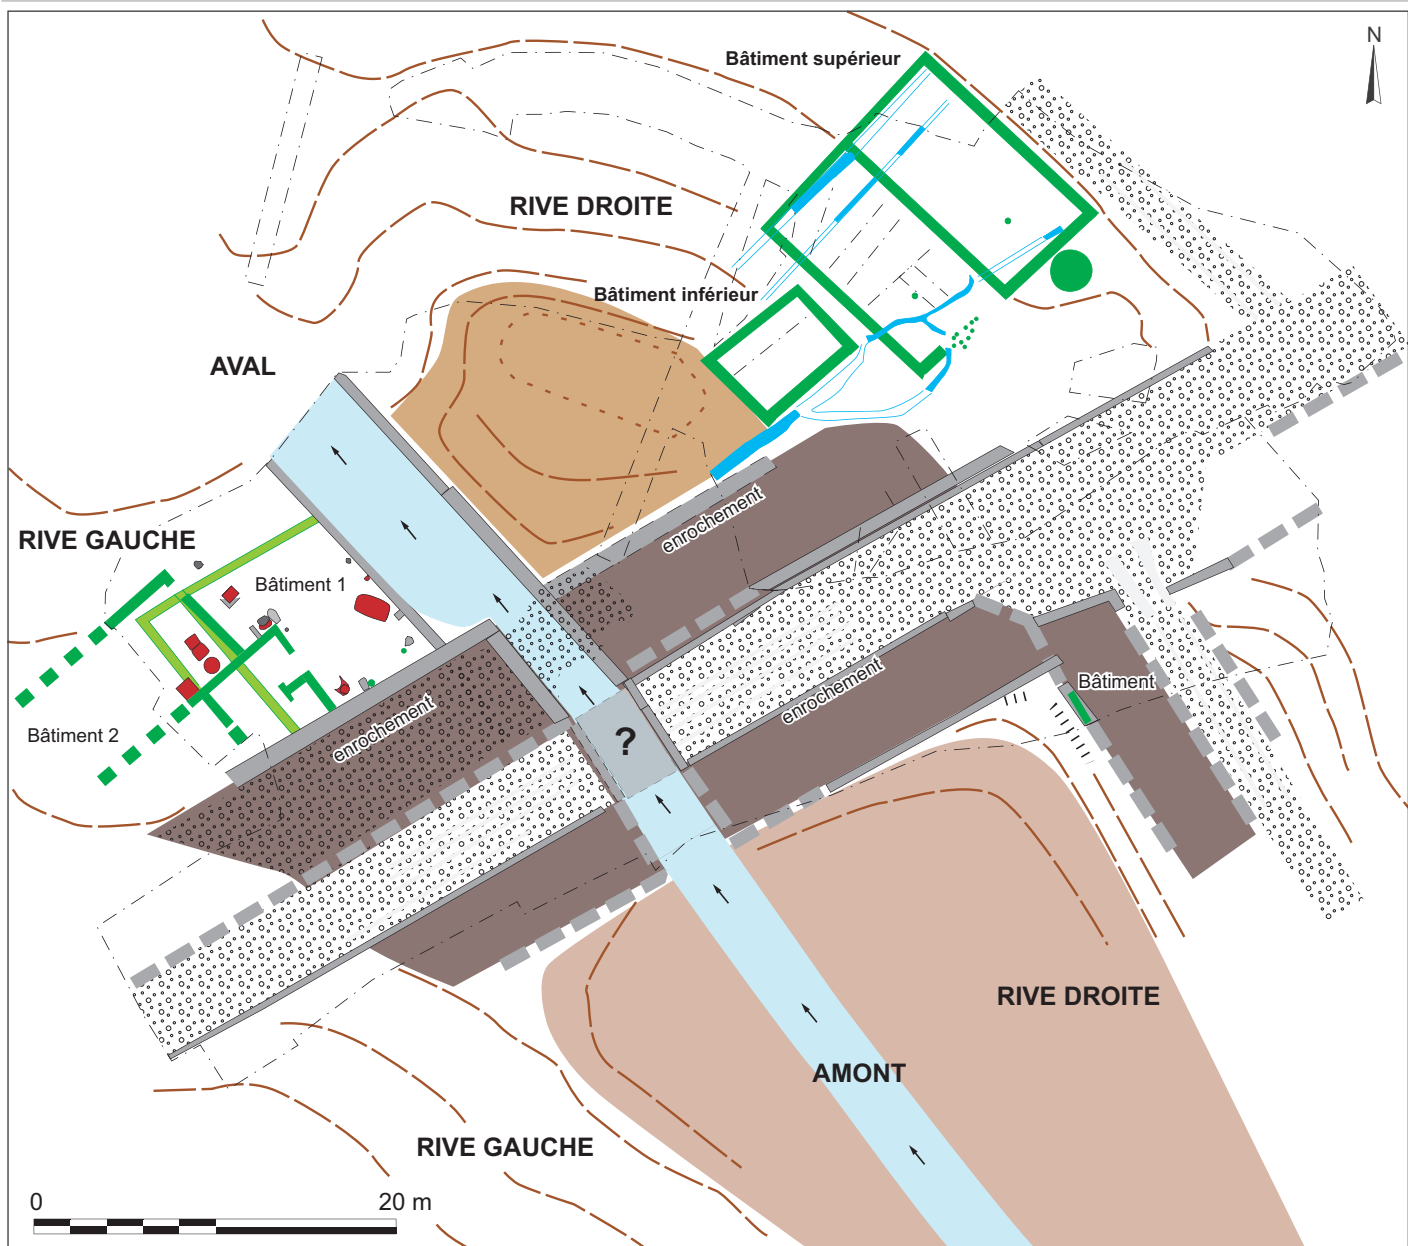 N
Bâtiment supérieur
RIVE DROITE
Bâtiment inférieur
AVAL
enrochement
RIVE GAUCHE
Bâtiment 1
Bâtiment 2
enrochement
enrochement
Bâtiment
?
RIVE DROITE
AMONT
RIVE GAUCHE
0 20 m